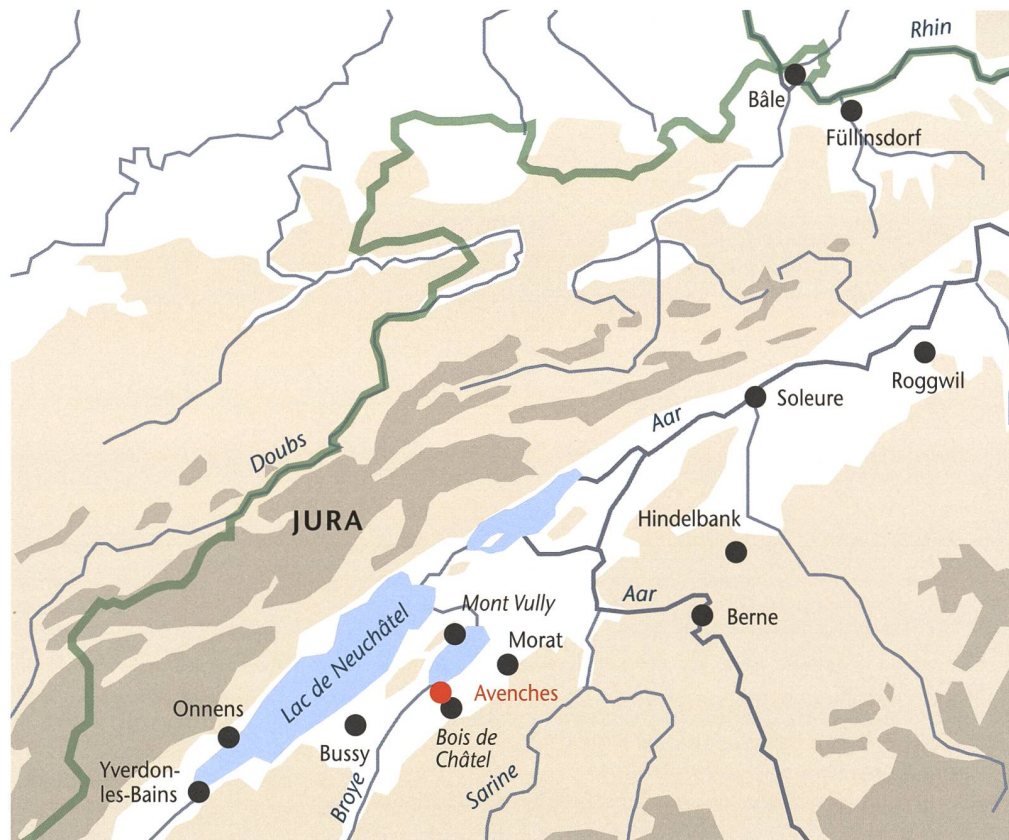 Rhin
Bâle
Füllinsdorf
Roggwil
Soleure
Aar
Doubs
JURA
Hindelbank
Aar
Berne
Mont Vully
Morat
Lac de Neuchâtel
Avenches
Onnens
Bussy
Bois de
Châtel
Yverdon-
les-Bains
Broye
Sarine